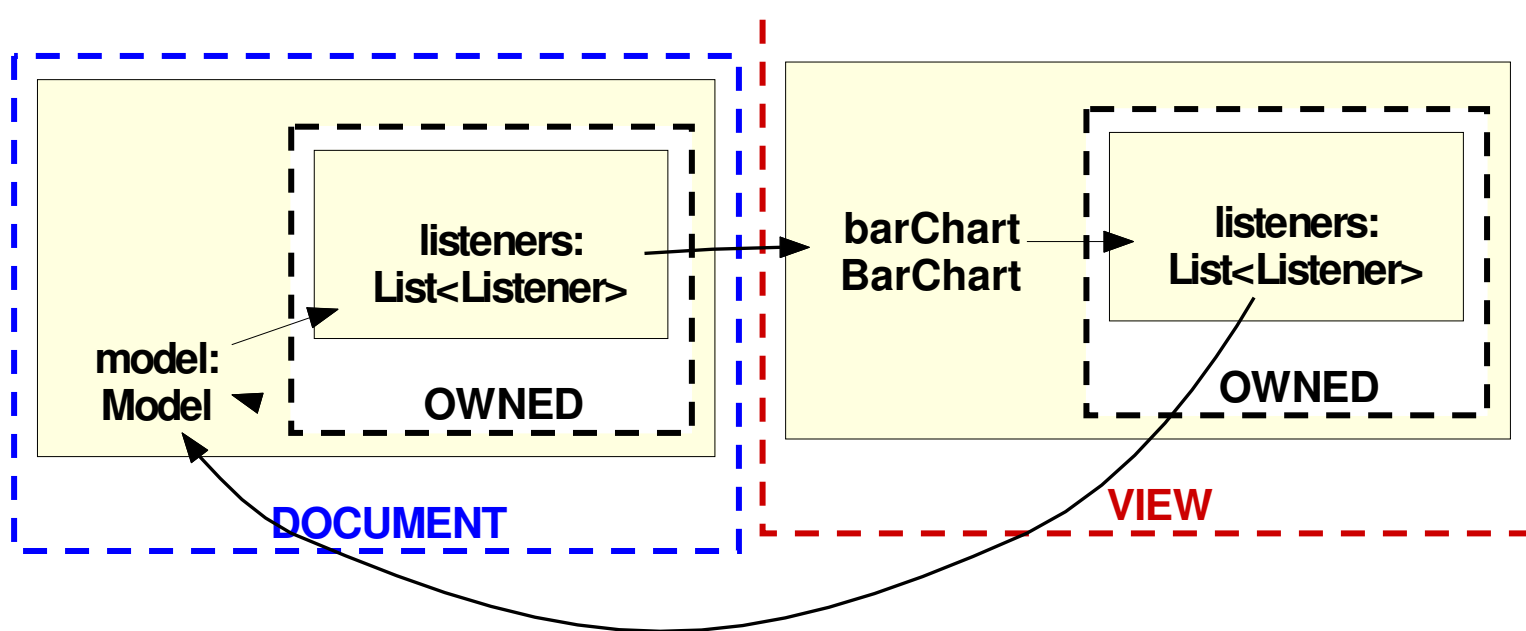 listeners:
List<Listener>
model:
Model
OWNED
DOCUMENT
barChart
BarChart
listeners:
List<Listener>
OWNED
VIEW